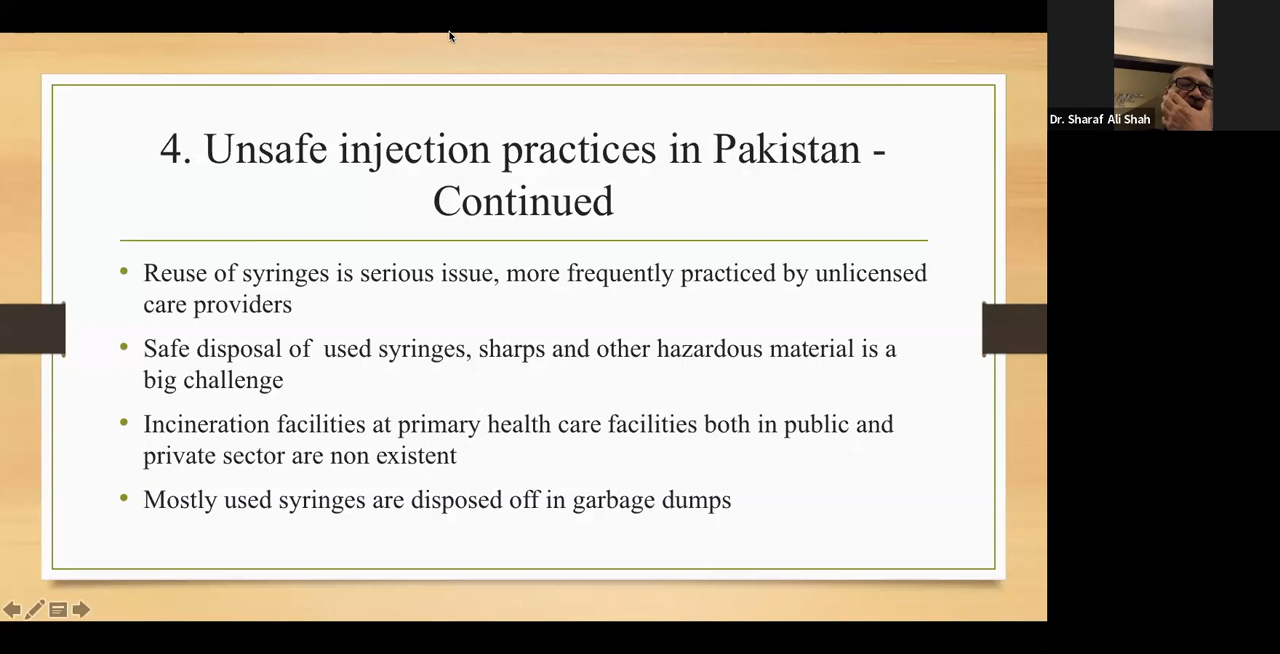 4. Unsafe injection practices in Pakistan -
Continued
• Reuse of syringes is serious issue, more frequently practiced by unlicensed
care providers
• Safe disposal of  used syringes, sharps and other hazardous material is a
big challenge
• Incineration facilities at primary health care facilities both in public and
private sector are non existent
• Mostly used syringes are disposed off in garbage dumps
Dr. Sharaf Ali Shah